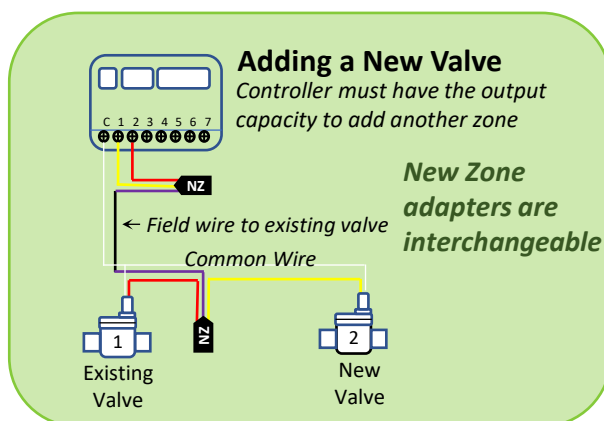 Adding a New Valve
Controller must have the output
capacity to add another zone
C 1 2 3 4 5 6 7
NZ
New Zone
adapters are
interchangeable
← Field wire to existing valve
Common Wire
NZ
1
2
Existing
Valve
New
Valve